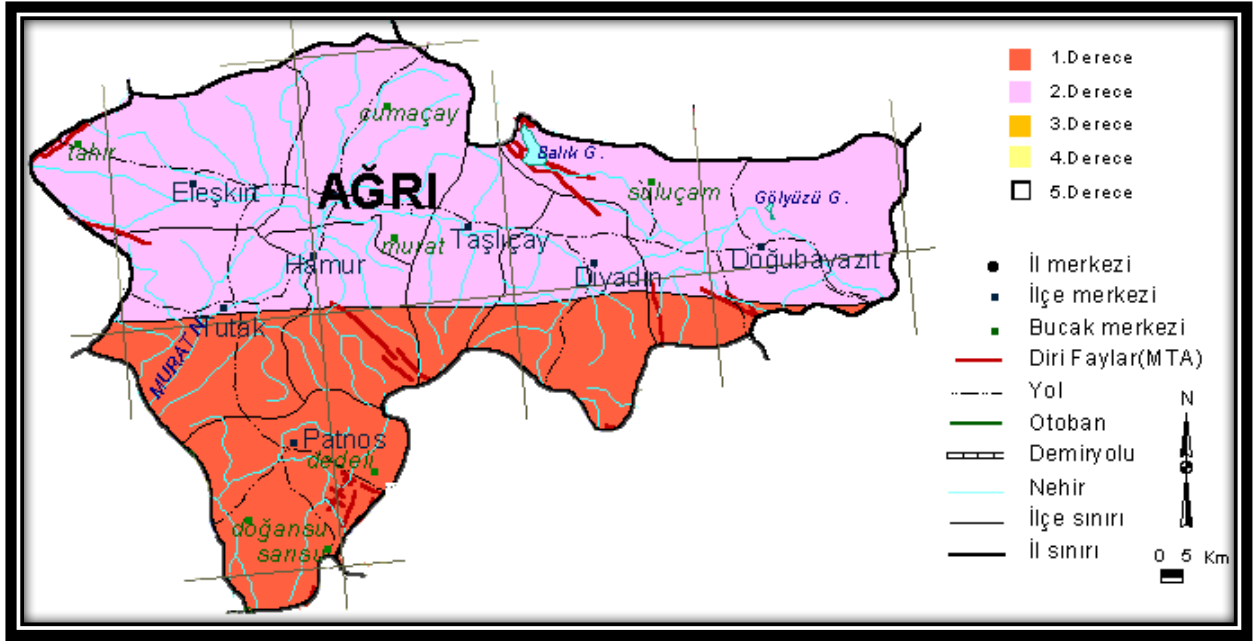 cumaçay
tahir
Balık G .
Eleşkirt
AĞRI
suluçam
Gölyüzü G .
murat
Taşlıçay
Hamur
Diyadin
Doğubayazıt
Tutak
MURAT N
Patnos
dedeli
doğansu
sarısu
1.Derece
2.Derece
3.Derece
4.Derece
5.Derece
İl merkezi
İlçe merkezi
Bucak merkezi
Diri Faylar(MTA)
Yol
Otoban
Demiryolu
Nehir
İlçe sınırı
İl sınırı
N
0 5 Km